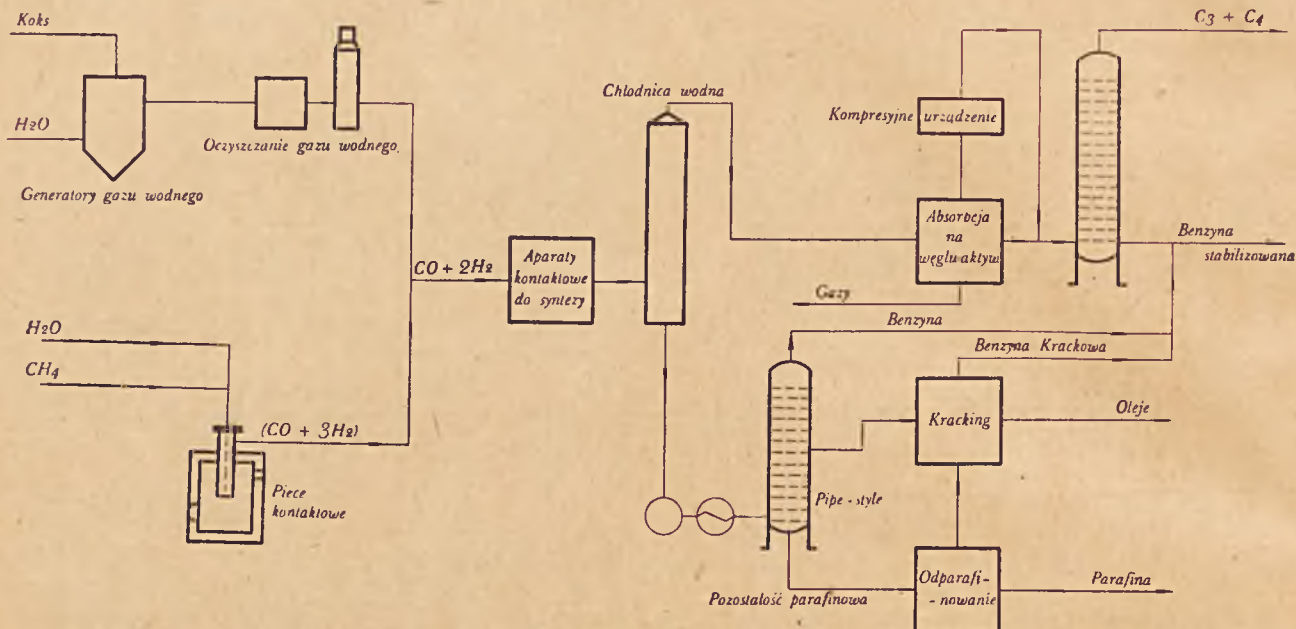 Koks
H2O
Generatory gazu wodnego
Oczyszczanie gazu wodnego.
H2O
CH4
(CO + 3H2)
Piece
kontaktowe
CO + 2H2
Aparaty
kontaktowe
do syntezy
Chłodnica wodna
Kompresyjne urządzenie
Absorbcja
na
węglu aktyw.
Gazy
C3 + C4
Benzyna
stabilizowana
Benzyna
Benzyna Krackowa
Kracking
Oleje
Pipe-style
Pozostalość parafinowa
Odparafi-
-nowanie
Parafina